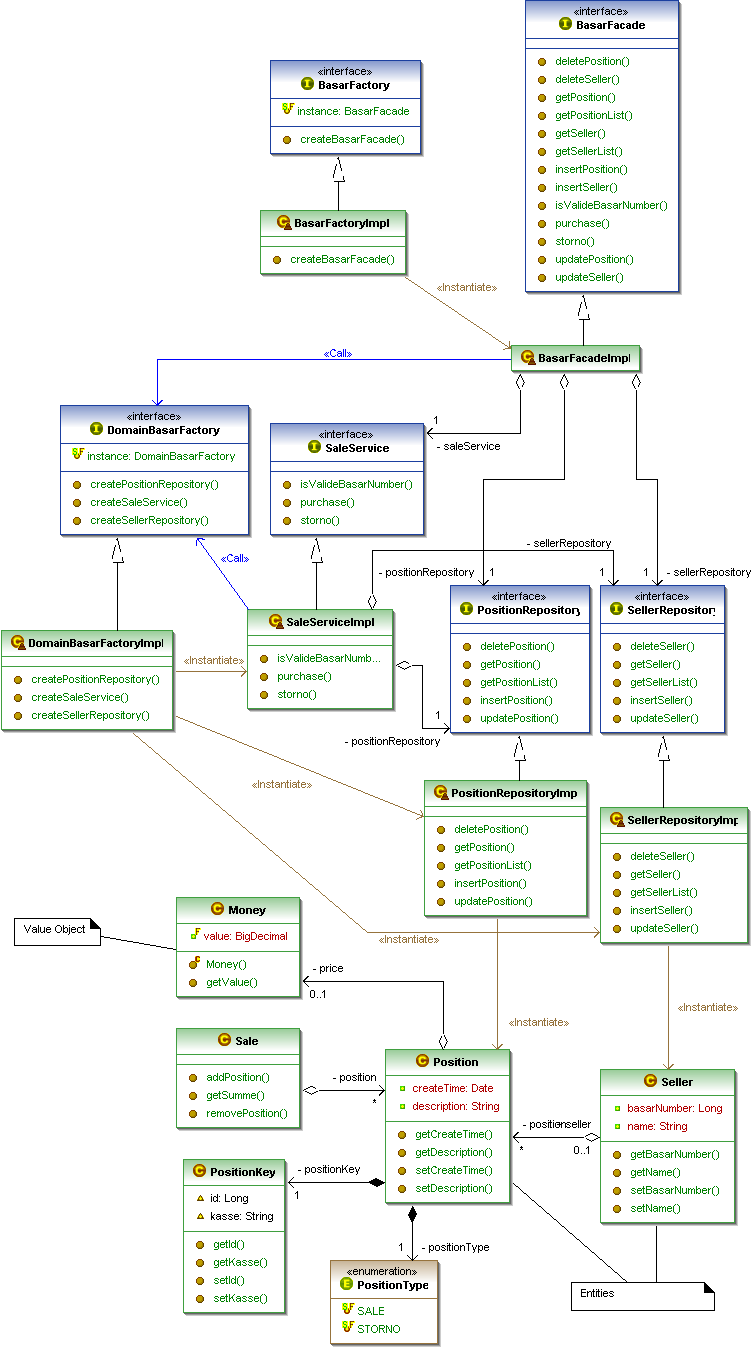 «interface»
BasarFacade
deletePosition()
deleteSeller()
getPosition()
getPositionList()
getSeller()
getSellerList()
insertPosition()
insertSeller()
isValideBasarNumber()
purchase()
storno()
updatePosition()
updateSeller()
«interface»
BasarFactory
instance: BasarFacade
createBasarFacade()
BasarFactoryImpl
createBasarFacade()
«Instantiate»
BasarFacadeImpl
«Call»
«interface»
DomainBasarFactory
instance: DomainBasarFactory
createPositionRepository()
createSaleService()
createSellerRepository()
1
- saleService
«interface»
SaleService
isValideBasarNumber()
purchase()
storno()
«Call»
- sellerRepository
- positionRepository
1
1
1
- sellerRepository
«interface»
PositionRepository
deletePosition()
getPosition()
getPositionList()
insertPosition()
updatePosition()
«interface»
SellerRepository
deleteSeller()
getSeller()
getSellerList()
insertSeller()
updateSeller()
DomainBasarFactoryImpl
createPositionRepository()
createSaleService()
createSellerRepository()
«Instantiate»
SaleServiceImpl
isValideBasarNumb...
purchase()
storno()
1
- positionRepository
«Instantiate»
PositionRepositoryImp
deletePosition()
getPosition()
getPositionList()
insertPosition()
updatePosition()
SellerRepositoryImp
deleteSeller()
getSeller()
getSellerList()
insertSeller()
updateSeller()
«Instantiate»
Value Object
Money
value: BigDecimal
Money()
getValue()
- price
0..1
«Instantiate»
«Instantiate»
Sale
addPosition()
getSumme()
removePosition()
- position
*
Position
createTime: Date
description: String
getCreateTime()
getDescription()
setCreateTime()
setDescription()
- positionseller
*
0..1
Seller
basarNumber: Long
name: String
getBasarNumber()
getName()
setBasarNumber()
setName()
PositionKey
id: Long
kasse: String
getId()
getKasse()
setId()
setKasse()
- positionKey
1
1
- positionType
«enumeration»
PositionType
SALE
STORNO
Entities